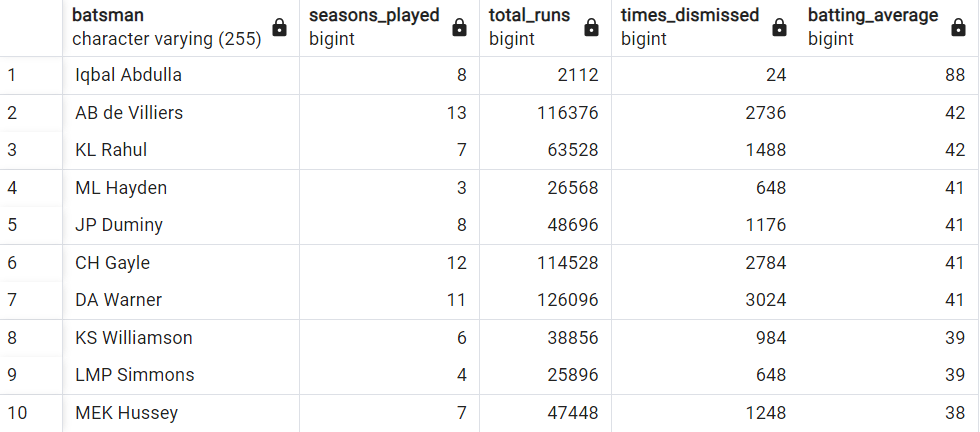 batsman seasons_played total_runs times_dismissed batting_average
character varying (255) bigint bigint bigint bigint
1 Iqbal Abdulla 8 2112 24 88
2 AB de Villiers 13 116376 2736 42
3 KL Rahul 7 63528 1488 42
4 ML Hayden 3 26568 648 41
5 JP Duminy 8 48696 1176 41
6 CH Gayle 12 114528 2784 41
7 DA Warner 11 126096 3024 41
8 KS Williamson 6 38856 984 39
9 LMP Simmons 4 25896 648 39
10 MEK Hussey 7 47448 1248 38